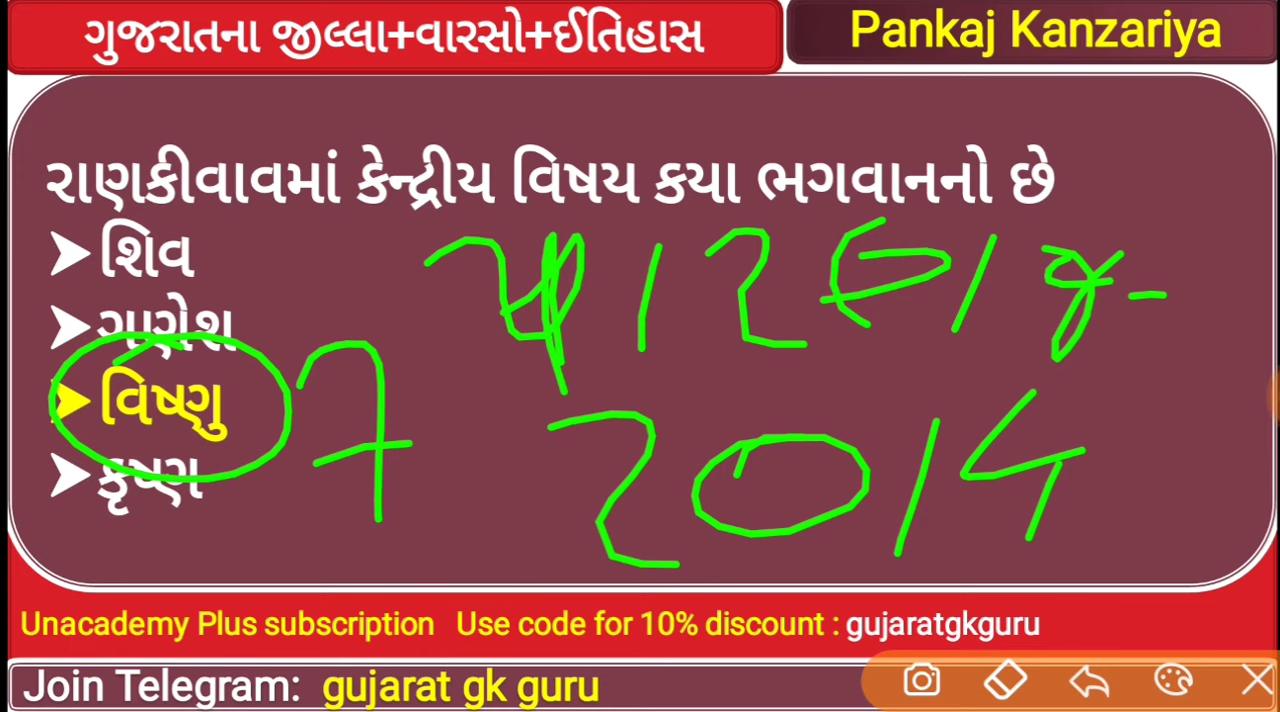 ગુજરાતના જીલ્લા+વારસો+ઈતિહાસ
Pankaj Kanzariya
રાણકીવાવમાં કેન્દ્રીય વિષય ક્યા ભગવાનનો છે
➤શિવ
➤ગણેશ
➤વિષ્ણુ
➤કૃષ્ણ
7
2014
Unacademy Plus subscription Use code for 10% discount : gujaratgkguru
Join Telegram: gujarat gk guru